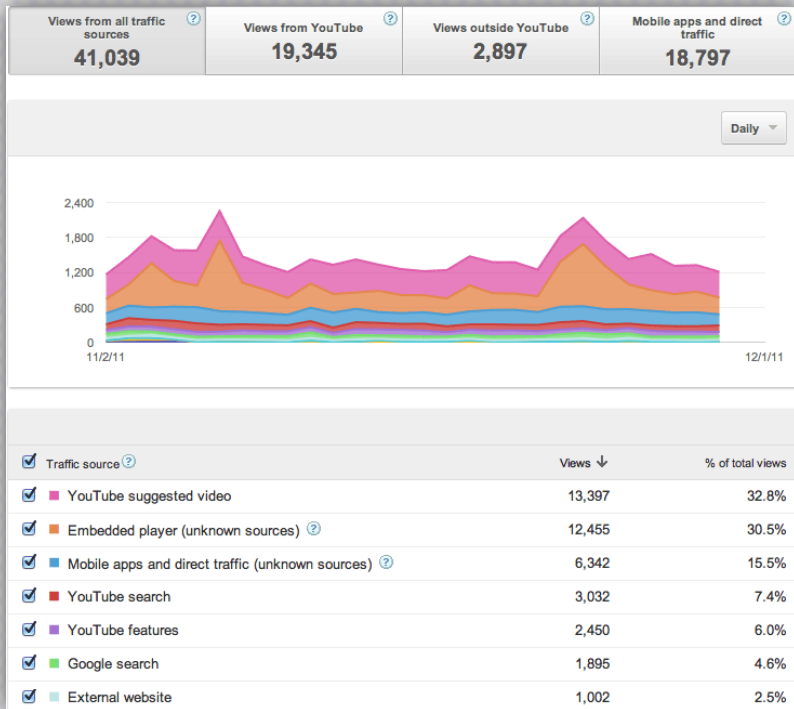 Views from all traffic sources ?
41,039
Views from YouTube ?
19,345
Views outside YouTube ?
2,897
Mobile apps and direct traffic ?
18,797
Daily
2,400
1,800
1,200
600
0
11/2/11 12/1/11
Traffic source ? Views % of total views
YouTube suggested video 13,397 32.8%
Embedded player (unknown sources) ? 12,455 30.5%
Mobile apps and direct traffic (unknown sources) ? 6,342 15.5%
YouTube search 3,032 7.4%
YouTube features 2,450 6.0%
Google search 1,895 4.6%
External website 1,002 2.5%